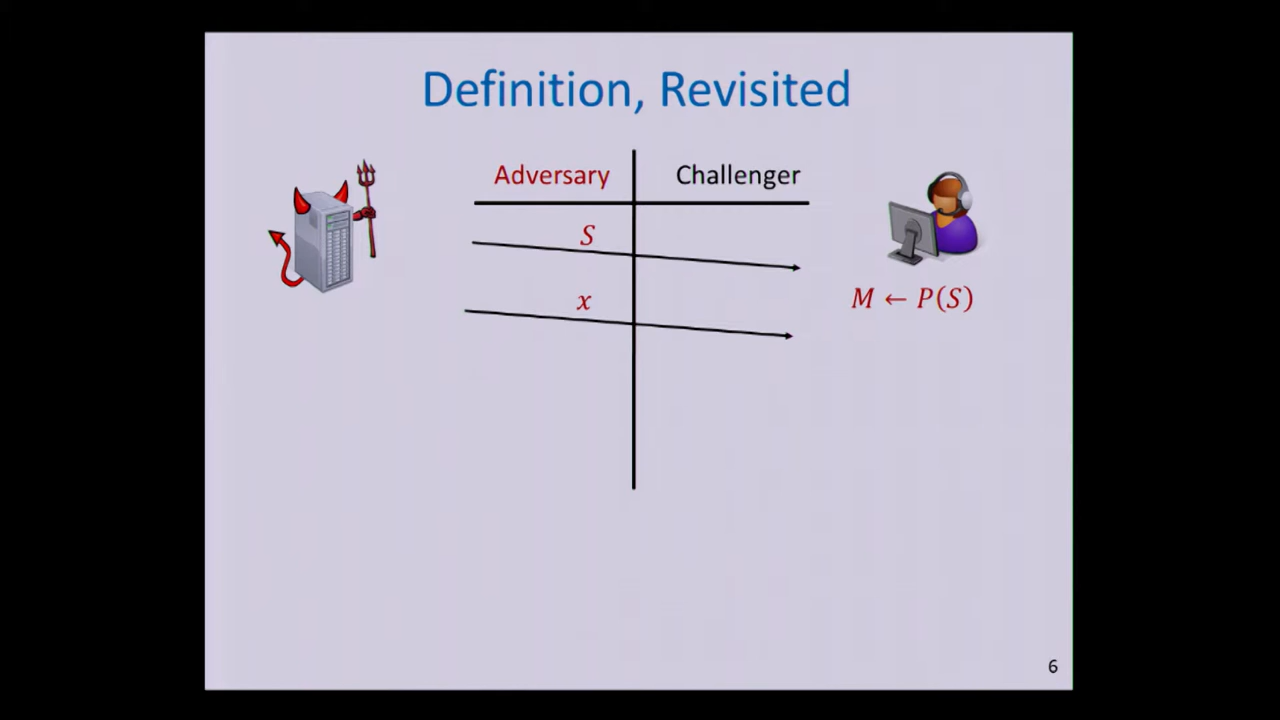 Definition, Revisited
Adversary Challenger
S
x
M ← P(S)
6